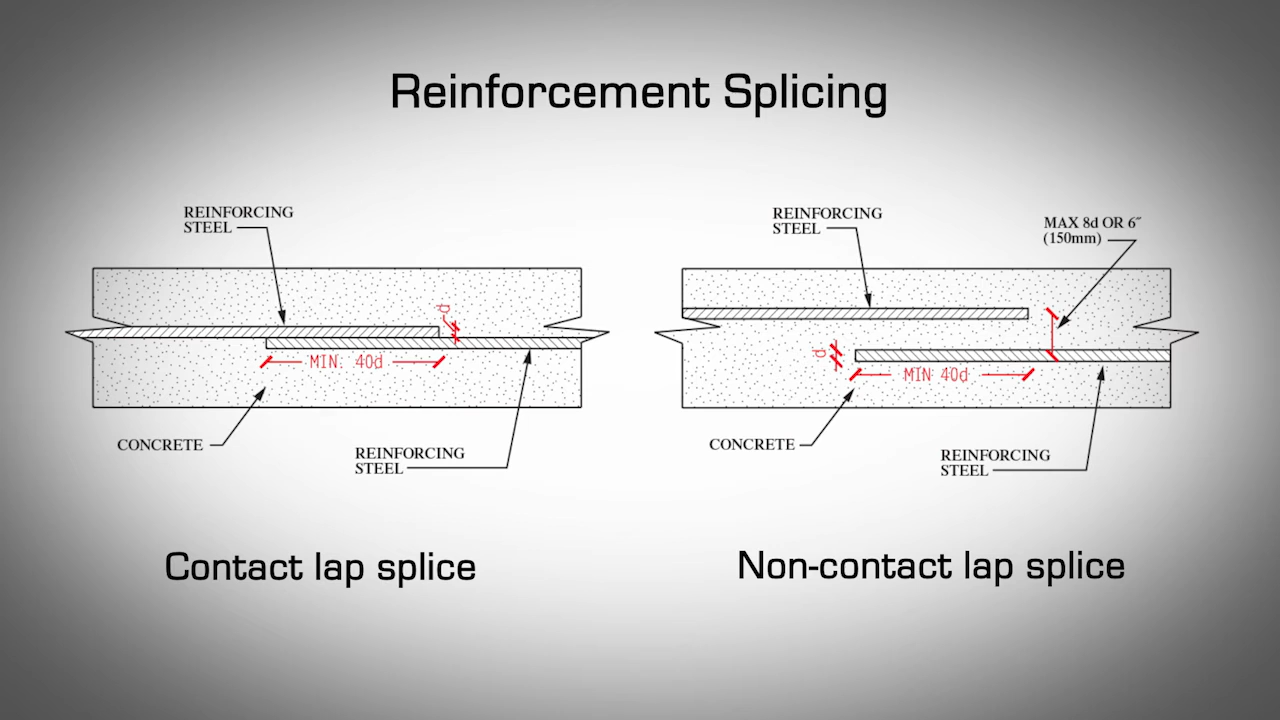 Reinforcement Splicing
REINFORCING
STEEL
d
MIN. 40d
CONCRETE
REINFORCING
STEEL
Contact lap splice
REINFORCING
STEEL
MAX 8d OR 6″
(150mm)
d
MIN 40d
CONCRETE
REINFORCING
STEEL
Non-contact lap splice